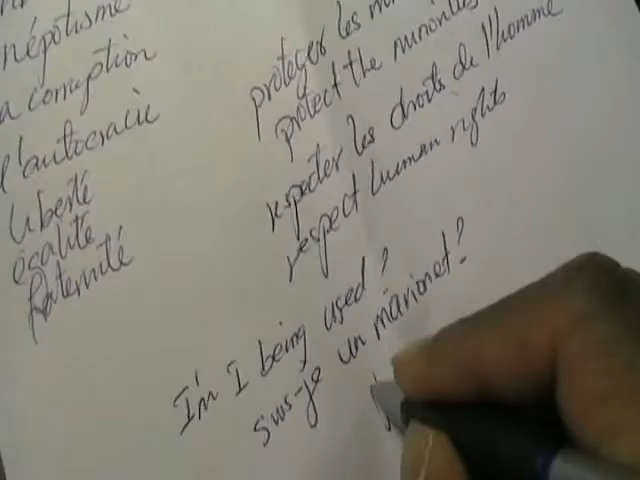 népotisme
a corruption
l'autocracie
liberté
égalité
fraternité
protéger les
protect the minorities
respecter les droits de l'homme
respect human rights
I'm I being used?
suis-je un marionet?